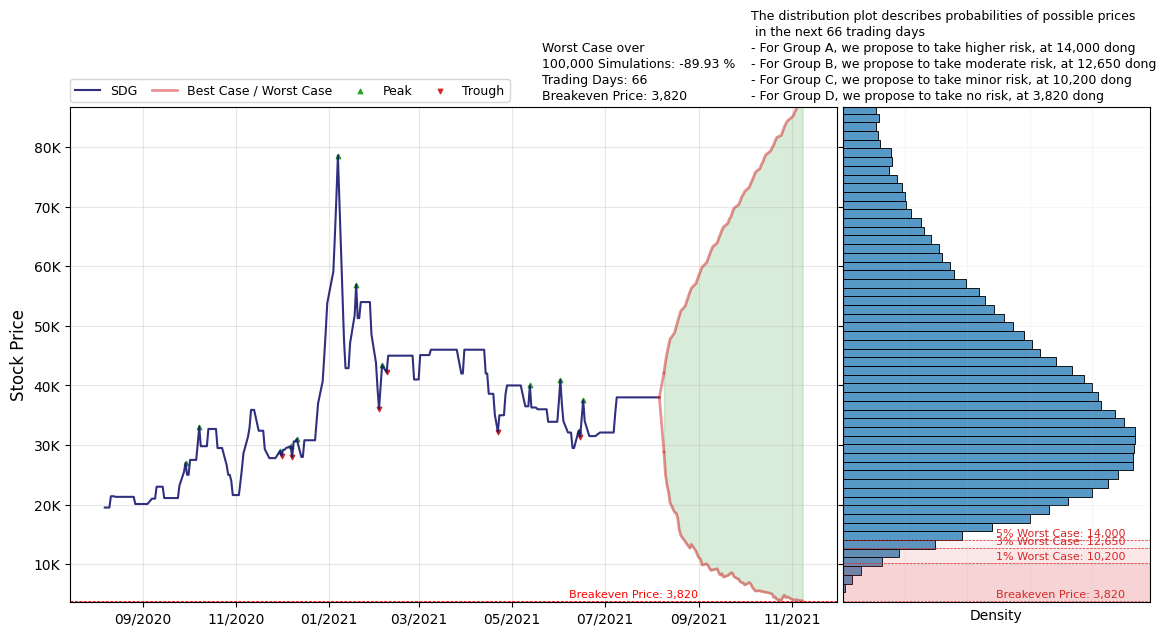 The distribution plot describes probabilities of possible prices
in the next 66 trading days
- For Group A, we propose to take higher risk, at 14,000 dong
- For Group B, we propose to take moderate risk, at 12,650 dong
- For Group C, we propose to take minor risk, at 10,200 dong
- For Group D, we propose to take no risk, at 3,820 dong
Worst Case over
100,000 Simulations: -89.93 %
Trading Days: 66
Breakeven Price: 3,820
SDG
Best Case / Worst Case
Peak
Trough
Stock Price
80K
70K
60K
50K
40K
30K
20K
10K
Breakeven Price: 3,820
09/2020
11/2020
01/2021
03/2021
05/2021
07/2021
09/2021
11/2021
5% Worst Case: 14,000
3% Worst Case: 12,650
1% Worst Case: 10,200
Breakeven Price: 3,820
Density